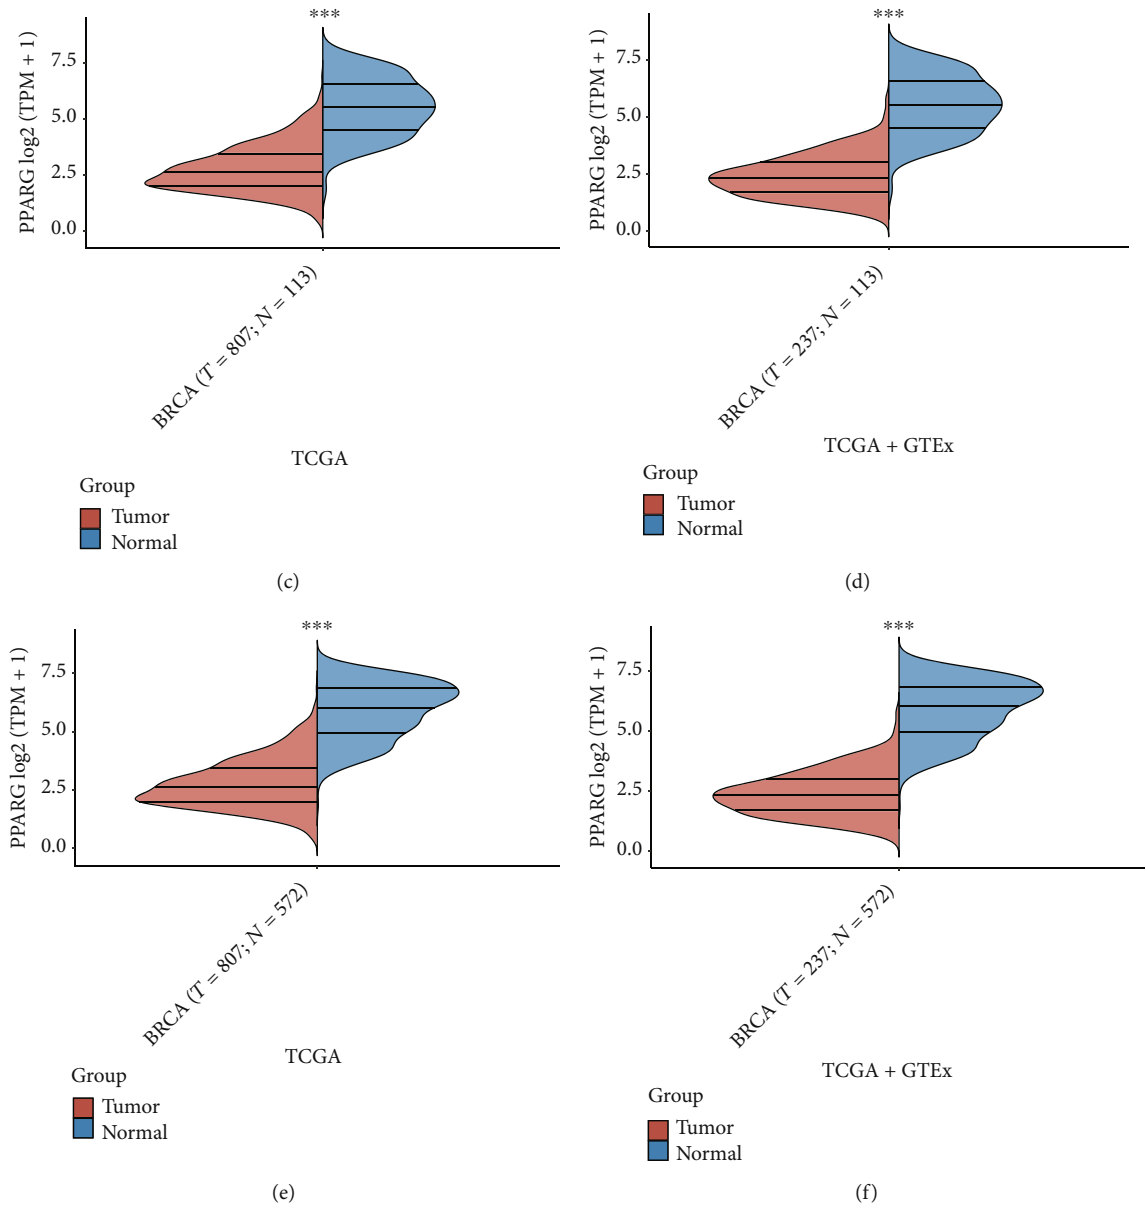 ***
PPARG log2 (TPM + 1)
7.5
5.0
2.5
0.0
BRCA (T = 807; N = 113)
TCGA
Group
Tumor
Normal
(c)
***
PPARG log2 (TPM + 1)
7.5
5.0
2.5
0.0
BRCA (T = 237; N = 113)
TCGA + GTEx
Group
Tumor
Normal
(d)
***
PPARG log2 (TPM + 1)
7.5
5.0
2.5
0.0
BRCA (T = 807; N = 572)
TCGA
Group
Tumor
Normal
(e)
***
PPARG log2 (TPM + 1)
7.5
5.0
2.5
0.0
BRCA (T = 237; N = 572)
TCGA + GTEx
Group
Tumor
Normal
(f)